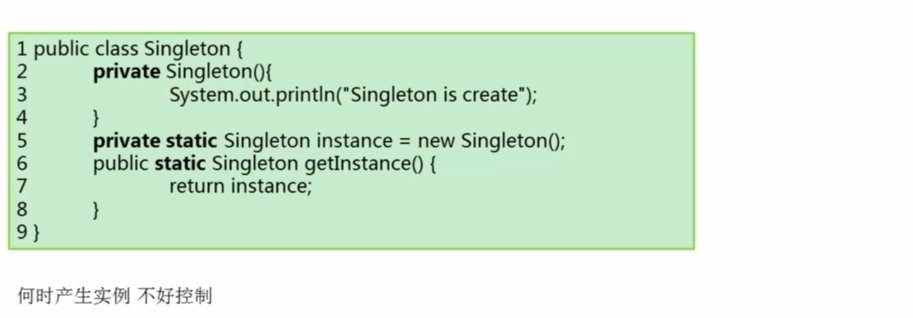 1 public class Singleton {
2 private Singleton(){
3 System.out.println("Singleton is create");
4 }
5 private static Singleton instance = new Singleton();
6 public static Singleton getInstance() {
7 return instance;
8 }
9 }
何时产生实例 不好控制